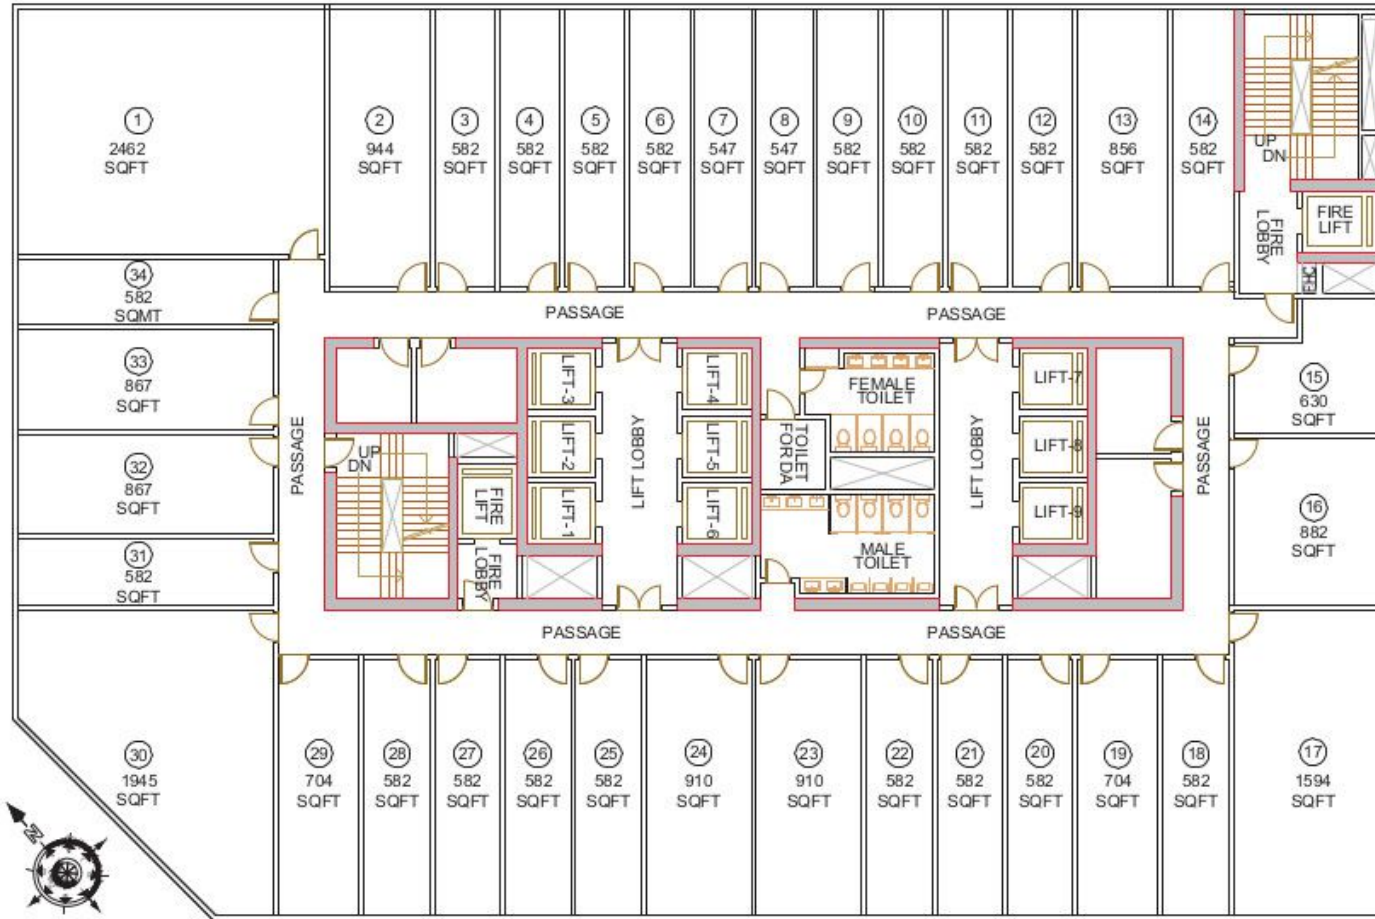 1
2462
SQFT
2
944
SQFT
3
582
SQFT
4
582
SQFT
5
582
SQFT
6
582
SQFT
7
547
SQFT
8
547
SQFT
9
582
SQFT
10
582
SQFT
11
582
SQFT
12
582
SQFT
13
856
SQFT
14
582
SQFT
UP
DN
FIRE
LOBBY
FIRE
LIFT
EHC
34
582
SQMT
PASSAGE
PASSAGE
33
867
SQFT
32
867
SQFT
31
582
SQFT
PASSAGE
UP
DN
FIRE
LIFT
FIRE
LOBBY
LIFT-3
LIFT-2
LIFT-1
LIFT LOBBY
LIFT-4
LIFT-5
LIFT-6
FEMALE
TOILET
TOILET
FOR DA
MALE
TOILET
LIFT LOBBY
LIFT-7
LIFT-8
LIFT-9
PASSAGE
15
630
SQFT
16
882
SQFT
PASSAGE
PASSAGE
30
1945
SQFT
29
704
SQFT
28
582
SQFT
27
582
SQFT
26
582
SQFT
25
582
SQFT
24
910
SQFT
23
910
SQFT
22
582
SQFT
21
582
SQFT
20
582
SQFT
19
704
SQFT
18
582
SQFT
17
1594
SQFT
N